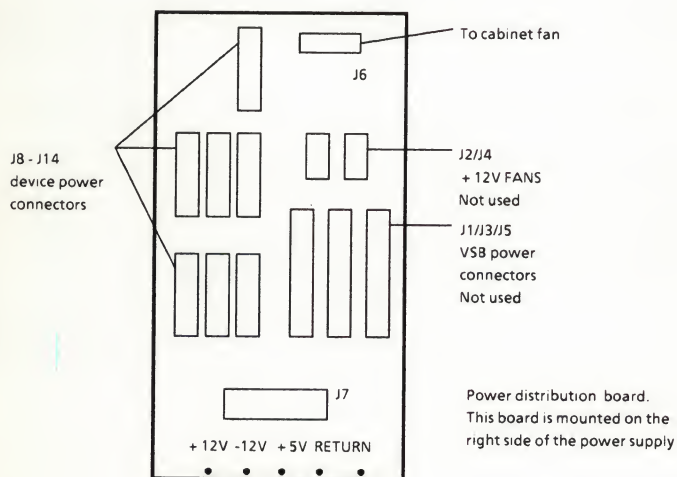 To cabinet fan
J6
J8 - J14
device power
connectors
J2/J4
+ 12V FANS
Not used
J1/J3/J5
VSB power
connectors
Not used
J7
Power distribution board.
This board is mounted on the
right side of the power supply
+ 12V -12V + 5V RETURN